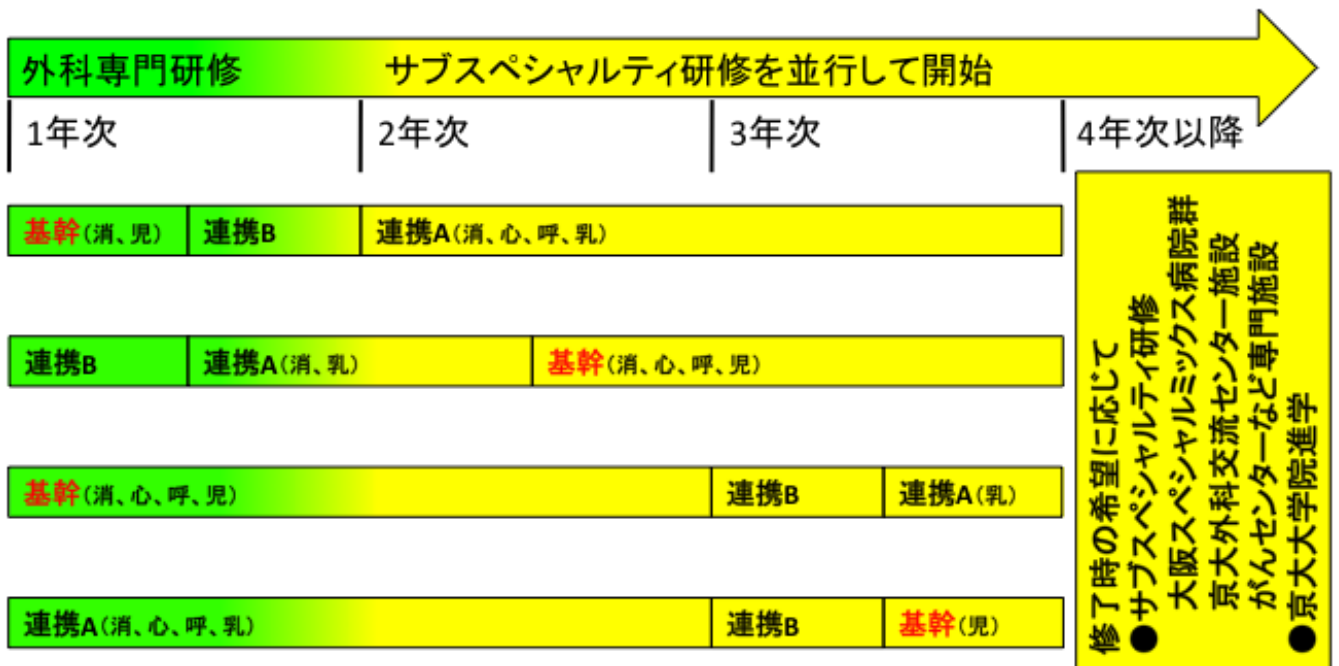 外科専門研修 サブスペシャルティ研修を並行して開始
1年次 2年次 3年次 4年次以降
基幹(消、児) 連携B 連携A(消、心、呼、乳)
連携B 連携A(消、乳) 基幹(消、心、呼、児)
基幹(消、心、呼、児) 連携B 連携A(乳)
連携A(消、心、呼、乳) 連携B 基幹(児)
修了時の希望に応じて
●サブスペシャルティ研修
大阪スペシャルミックス病院群
京大外科交流センター施設
がんセンターなど専門施設
●京大大学院進学